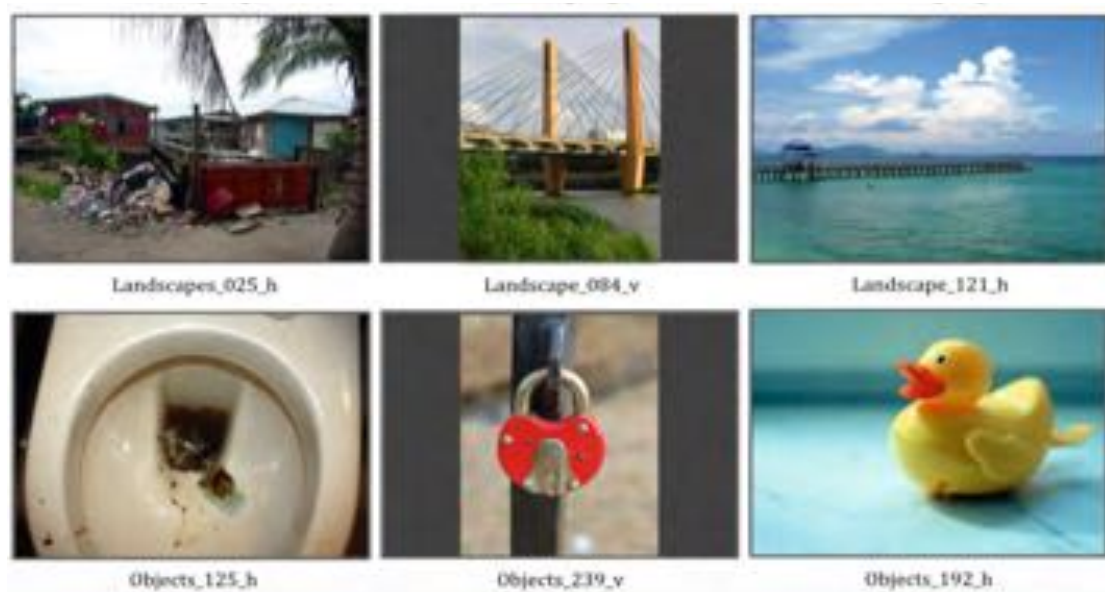 Landscapes_025_h
Landscape_084_v
Landscape_121_h
Objects_125_h
Objects_239_v
Objects_192_h